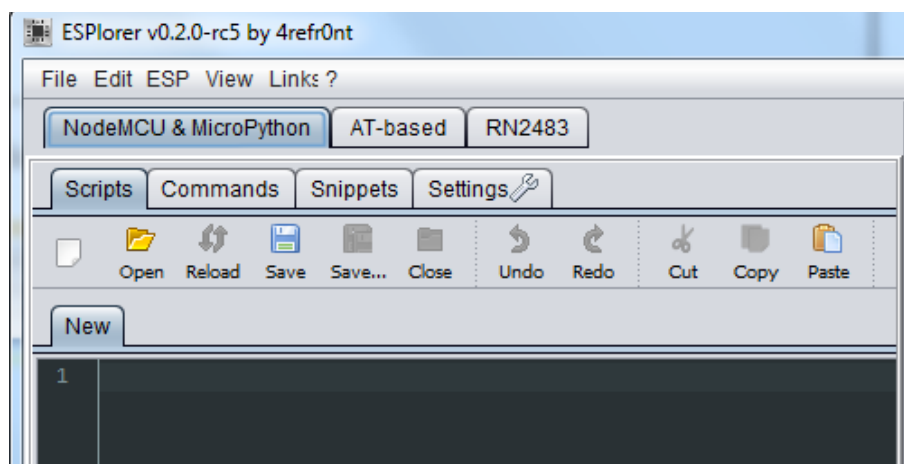 ESPlorer v0.2.0-rc5 by 4refr0nt
File Edit ESP View Links ?
NodeMCU & MicroPython AT-based RN2483
Scripts Commands Snippets Settings
Open Reload Save Save... Close Undo Redo Cut Copy Paste
New
1